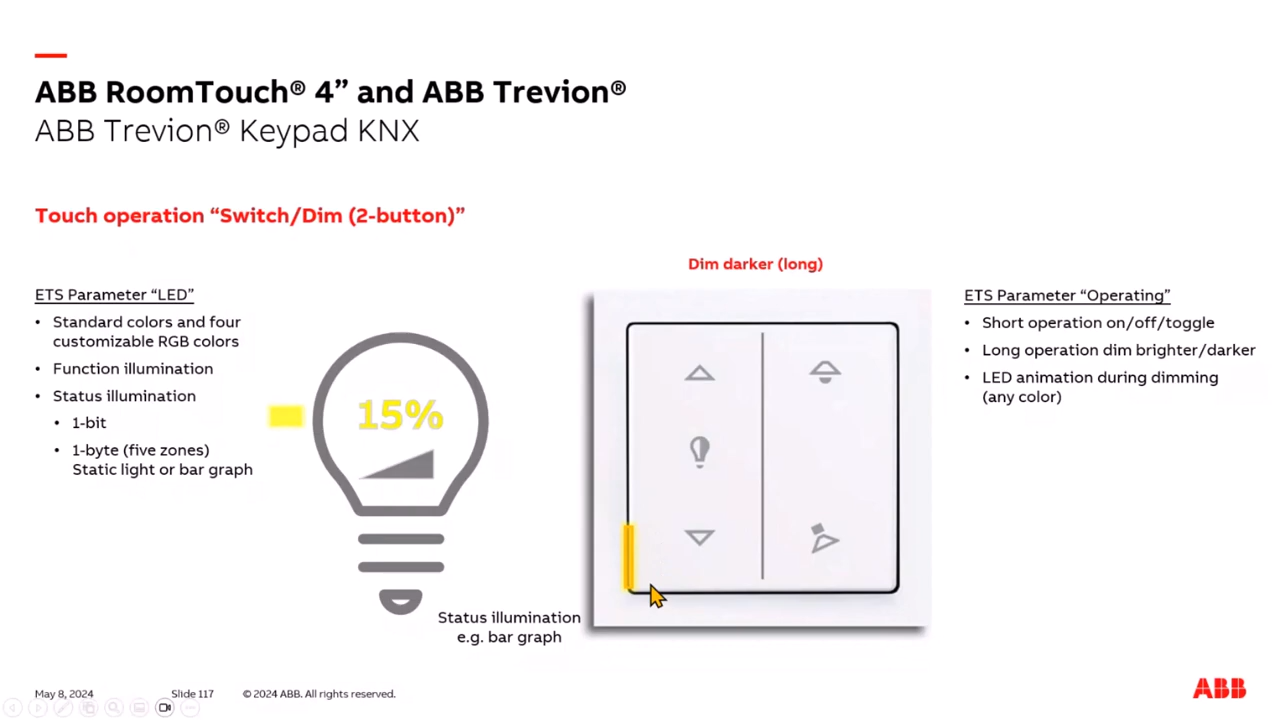 ABB RoomTouch® 4” and ABB Trevion®
ABB Trevion® Keypad KNX
Touch operation “Switch/Dim (2-button)”
Dim darker (long)
ETS Parameter “LED”
• Standard colors and four
customizable RGB colors
• Function illumination
• Status illumination
• 1-bit
• 1-byte (five zones)
Static light or bar graph
15%
Status illumination
e.g. bar graph
ETS Parameter “Operating”
• Short operation on/off/toggle
• Long operation dim brighter/darker
• LED animation during dimming
(any color)
May 8, 2024
Slide 117
© 2024 ABB. All rights reserved.
ABB